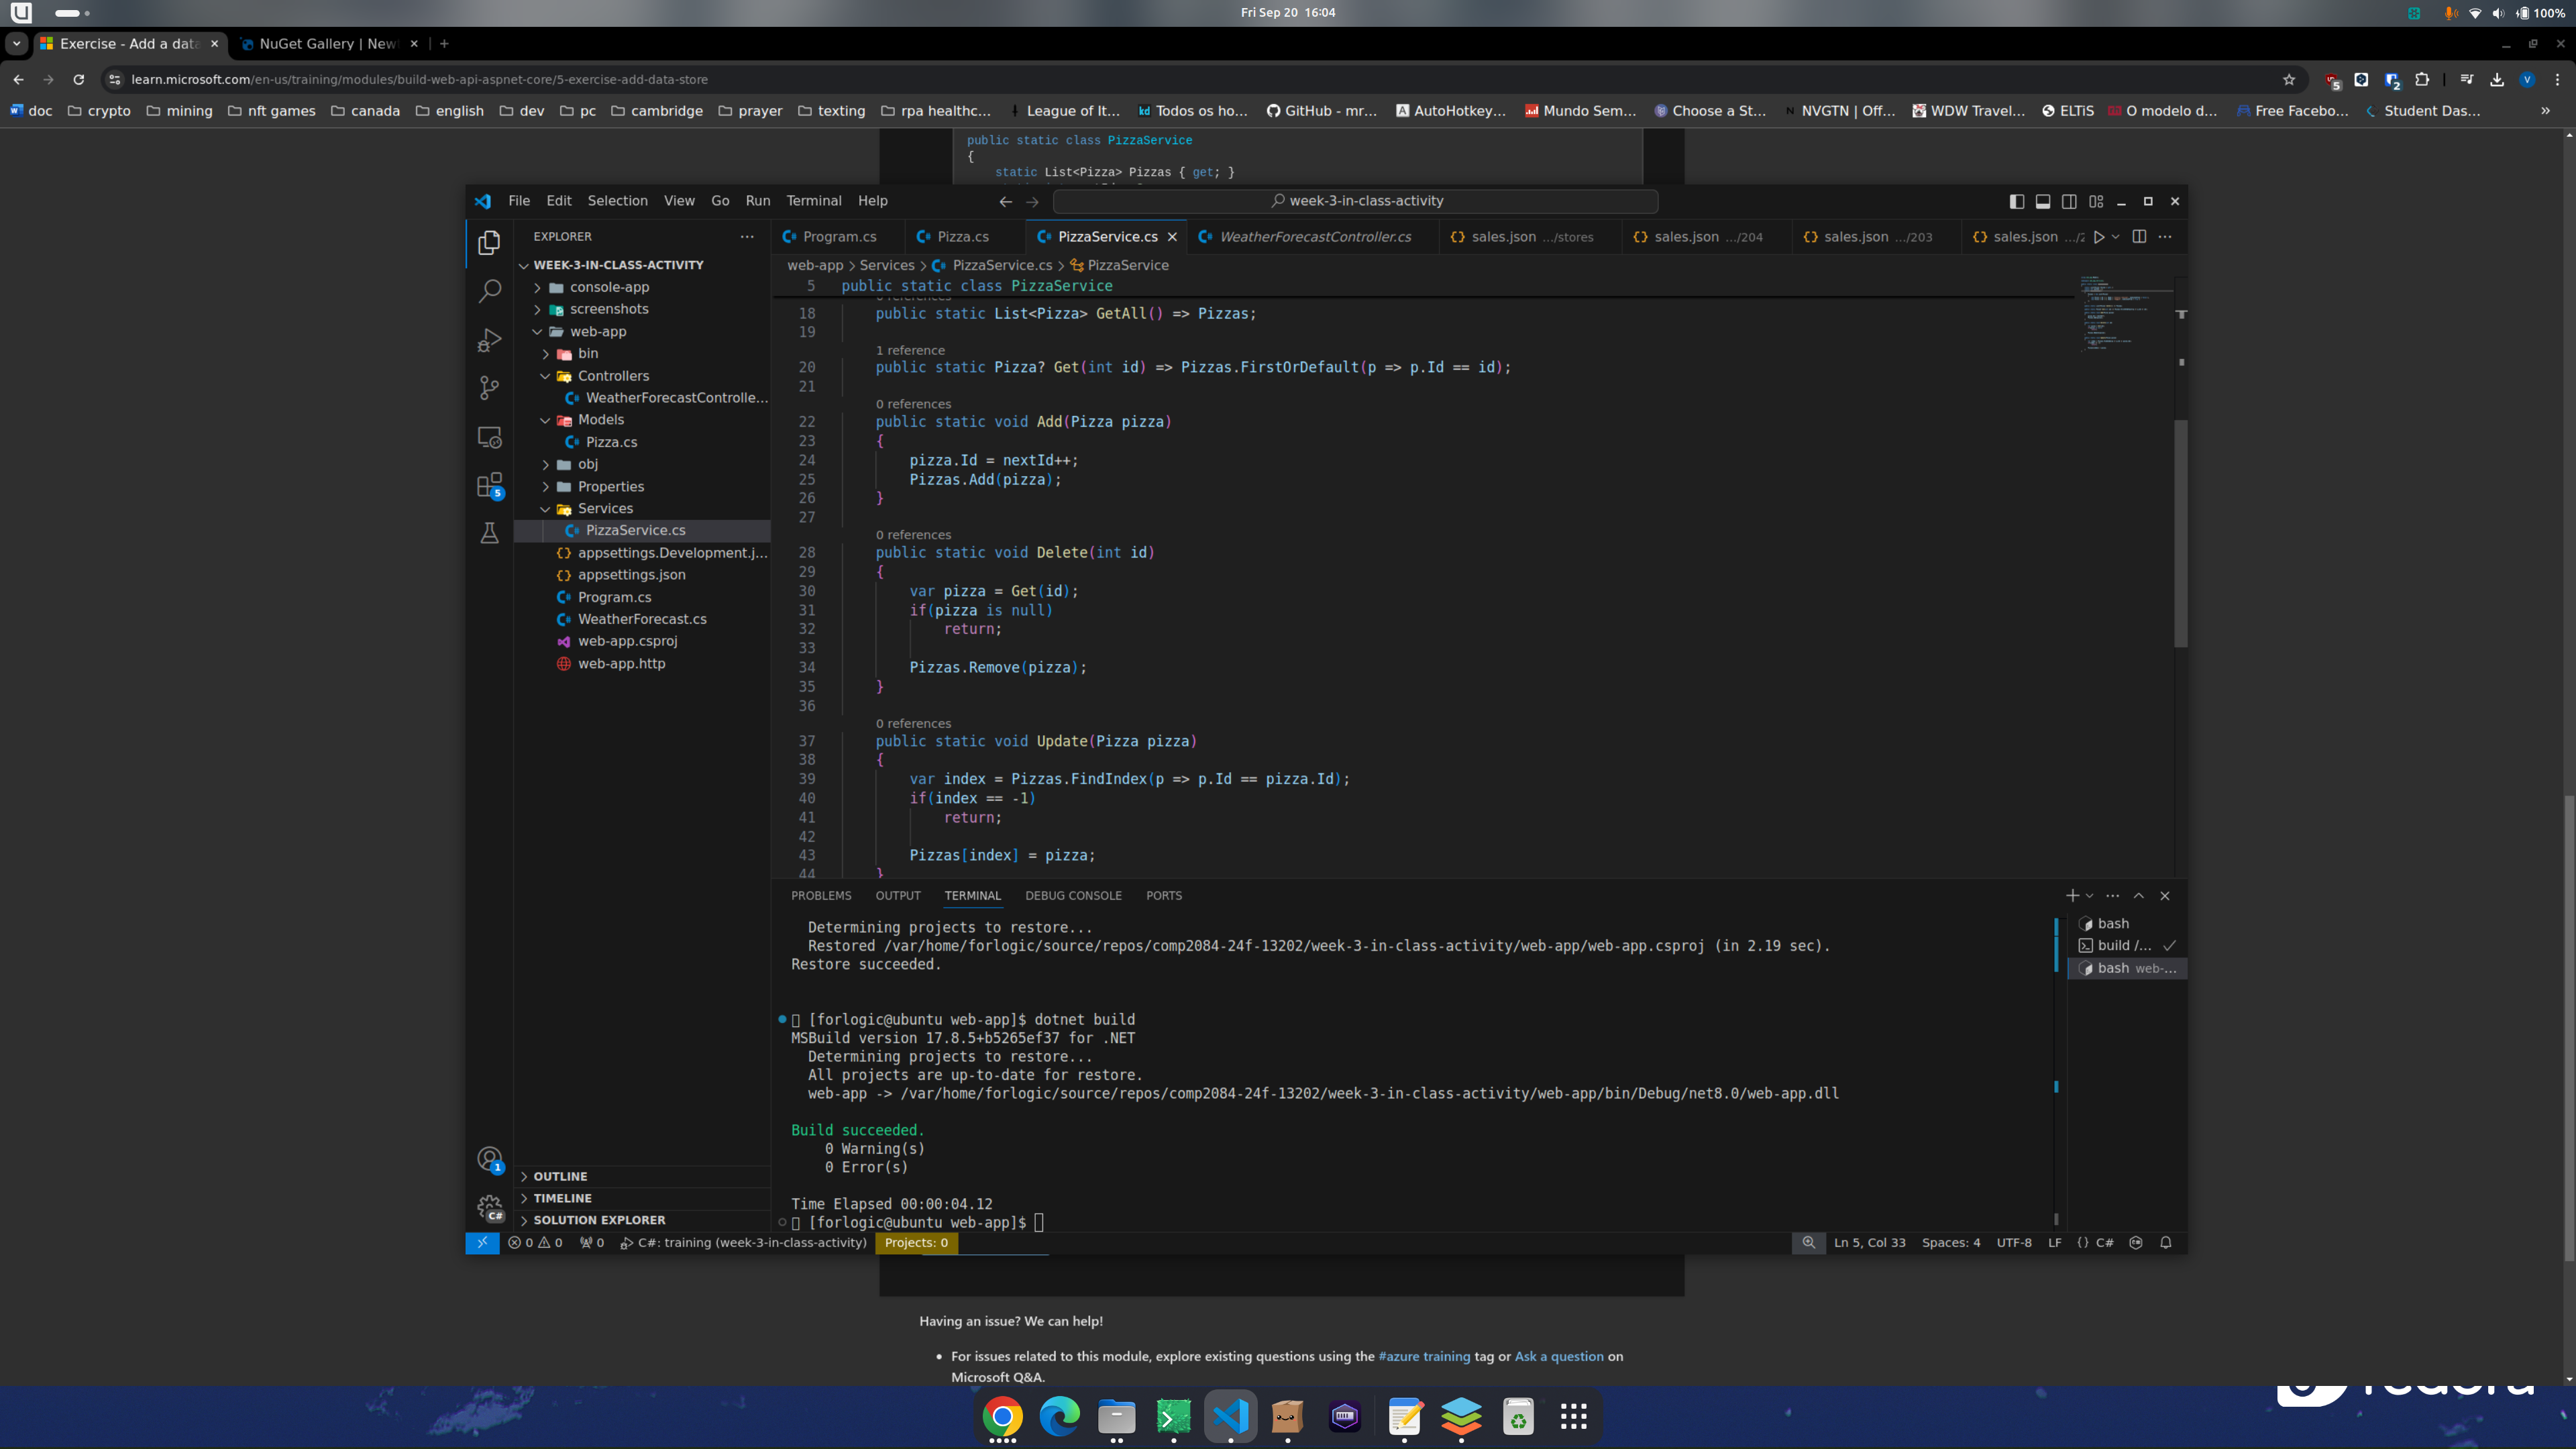 Fri Sep 20 16:04
100%
Exercise - Add a data
NuGet Gallery | New
learn.microsoft.com/en-us/training/modules/build-web-api-aspnet-core/5-exercise-add-data-store
5
2
V
doc crypto mining nft games canada english dev pc cambridge prayer texting rpa healthc... League of It... Todos os ho... GitHub - mr... AutoHotkey... Mundo Sem... Choose a St... NVGTN | Off... WDW Travel... ELTiS O modelo d... Free Facebo... Student Das...
public static class PizzaService
{
static List<Pizza> Pizzas { get; }
File Edit Selection View Go Run Terminal Help
week-3-in-class-activity
EXPLORER
WEEK-3-IN-CLASS-ACTIVITY
console-app
screenshots
web-app
bin
Controllers
WeatherForecastControlle...
Models
Pizza.cs
obj
Properties
Services
PizzaService.cs
appsettings.Development.j...
appsettings.json
Program.cs
WeatherForecast.cs
web-app.csproj
web-app.http
OUTLINE
TIMELINE
SOLUTION EXPLORER
5
1
C#
Program.cs Pizza.cs PizzaService.cs WeatherForecastController.cs sales.json .../stores sales.json .../204 sales.json .../203 sales.json .../2
web-app > Services > PizzaService.cs > PizzaService
5 public static class PizzaService
0 references
18 public static List<Pizza> GetAll() => Pizzas;
19
1 reference
20 public static Pizza? Get(int id) => Pizzas.FirstOrDefault(p => p.Id == id);
21
0 references
22 public static void Add(Pizza pizza)
23 {
24 pizza.Id = nextId++;
25 Pizzas.Add(pizza);
26 }
27
0 references
28 public static void Delete(int id)
29 {
30 var pizza = Get(id);
31 if(pizza is null)
32 return;
33
34 Pizzas.Remove(pizza);
35 }
36
0 references
37 public static void Update(Pizza pizza)
38 {
39 var index = Pizzas.FindIndex(p => p.Id == pizza.Id);
40 if(index == -1)
41 return;
42
43 Pizzas[index] = pizza;
44 }
PROBLEMS OUTPUT TERMINAL DEBUG CONSOLE PORTS
Determining projects to restore...
Restored /var/home/forlogic/source/repos/comp2084-24f-13202/week-3-in-class-activity/web-app/web-app.csproj (in 2.19 sec).
Restore succeeded.
[forlogic@ubuntu web-app]$ dotnet build
MSBuild version 17.8.5+b5265ef37 for .NET
Determining projects to restore...
All projects are up-to-date for restore.
web-app -> /var/home/forlogic/source/repos/comp2084-24f-13202/week-3-in-class-activity/web-app/bin/Debug/net8.0/web-app.dll
Build succeeded.
0 Warning(s)
0 Error(s)
Time Elapsed 00:00:04.12
[forlogic@ubuntu web-app]$
bash
build /...
bash web-...
0 0 0 C#: training (week-3-in-class-activity) Projects: 0 Ln 5, Col 33 Spaces: 4 UTF-8 LF {} C#
Having an issue? We can help!
• For issues related to this module, explore existing questions using the #azure training tag or Ask a question on
Microsoft Q&A.